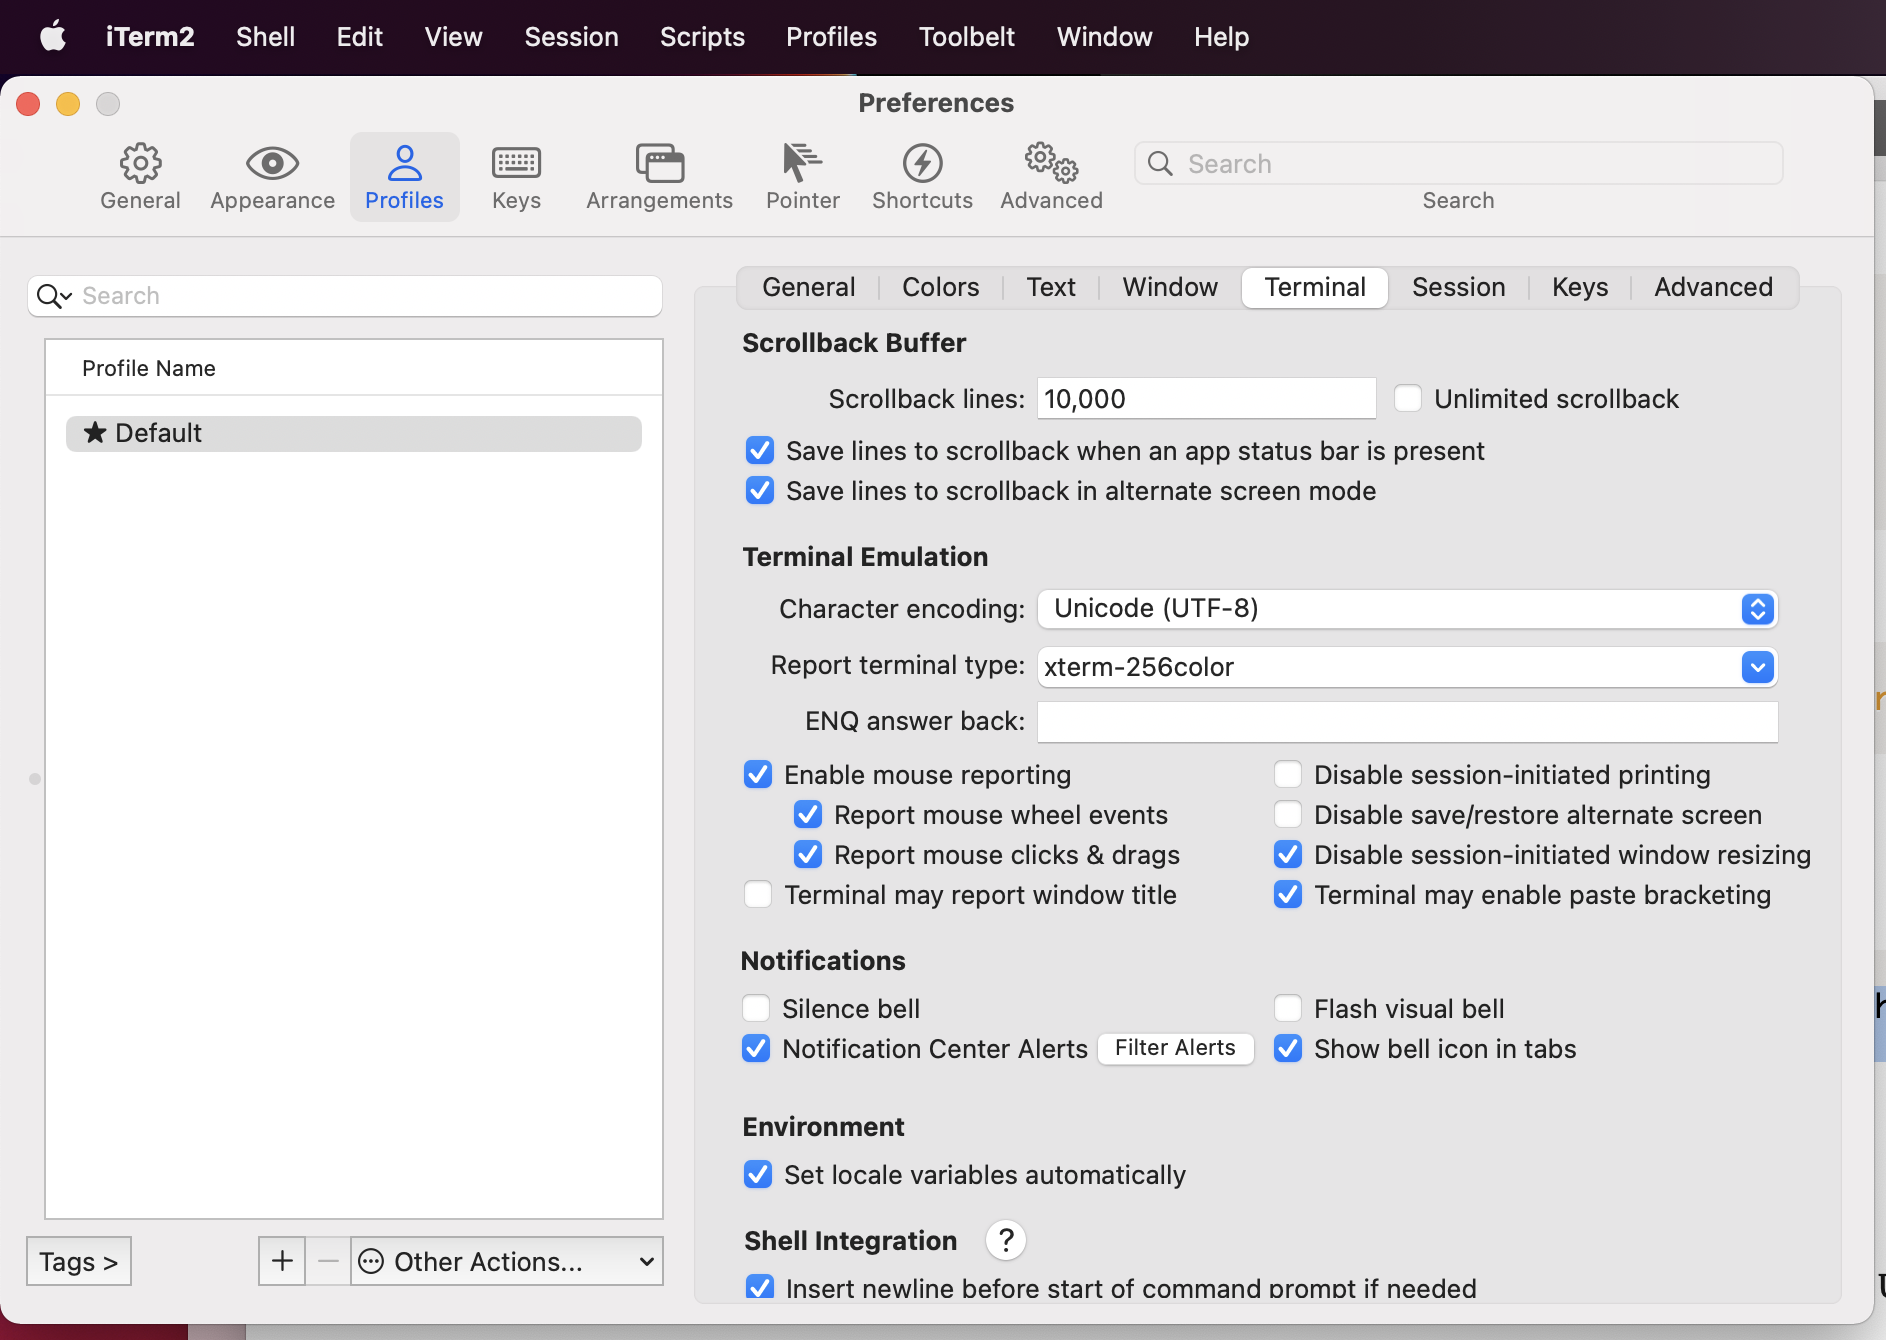 iTerm2 Shell Edit View Session Scripts Profiles Toolbelt Window Help
Preferences
General Appearance Profiles Keys Arrangements Pointer Shortcuts Advanced Search
Search
Search
Profile Name
★ Default
Tags >
+ − Other Actions...
General Colors Text Window Terminal Session Keys Advanced
Scrollback Buffer
Scrollback lines: 10,000 Unlimited scrollback
Save lines to scrollback when an app status bar is present
Save lines to scrollback in alternate screen mode
Terminal Emulation
Character encoding: Unicode (UTF-8)
Report terminal type: xterm-256color
ENQ answer back:
Enable mouse reporting Disable session-initiated printing
Report mouse wheel events Disable save/restore alternate screen
Report mouse clicks & drags Disable session-initiated window resizing
Terminal may report window title Terminal may enable paste bracketing
Notifications
Silence bell Flash visual bell
Notification Center Alerts Filter Alerts Show bell icon in tabs
Environment
Set locale variables automatically
Shell Integration ?
Insert newline before start of command prompt if needed